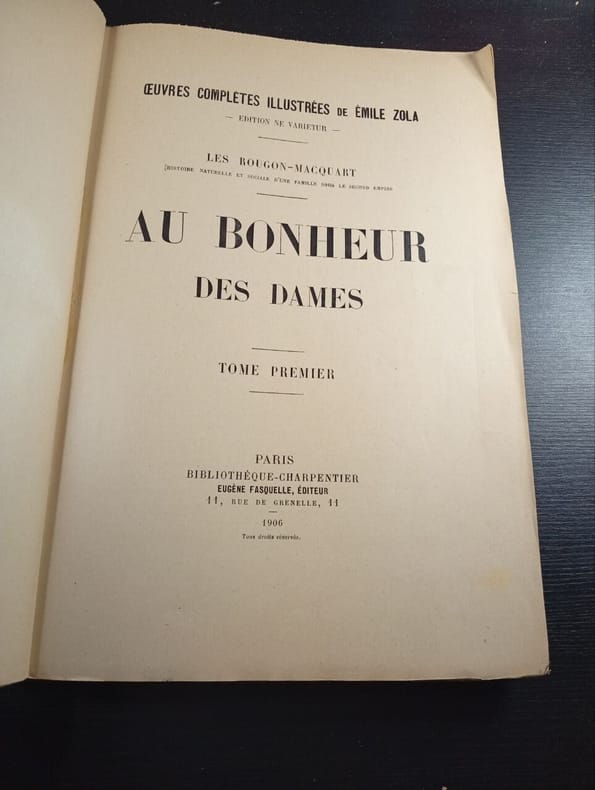 ŒUVRES COMPLÈTES ILLUSTRÉES DE ÉMILE ZOLA
— EDITION NE VARIETUR —
LES ROUGON-MACQUART
[HISTOIRE NATURELLE ET SOCIALE D'UNE FAMILLE SOUS LE SECOND EMPIRE
AU BONHEUR
DES DAMES
TOME PREMIER
PARIS
BIBLIOTHÈQUE-CHARPENTIER
EUGÈNE FASQUELLE, ÉDITEUR
11, RUE DE GRENELLE, 11
1906
Tous droits réservés.